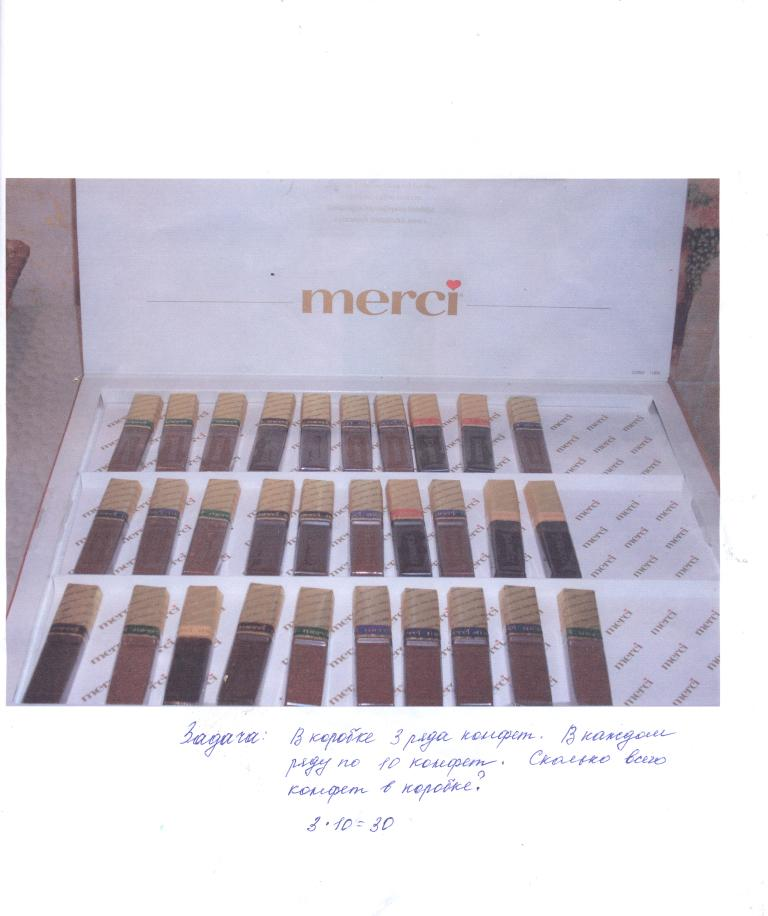 merci
Задача: В коробке 3 ряда конфет. В каждом
ряду по 10 конфет. Сколько всего
конфет в коробке?
3 · 10 = 30